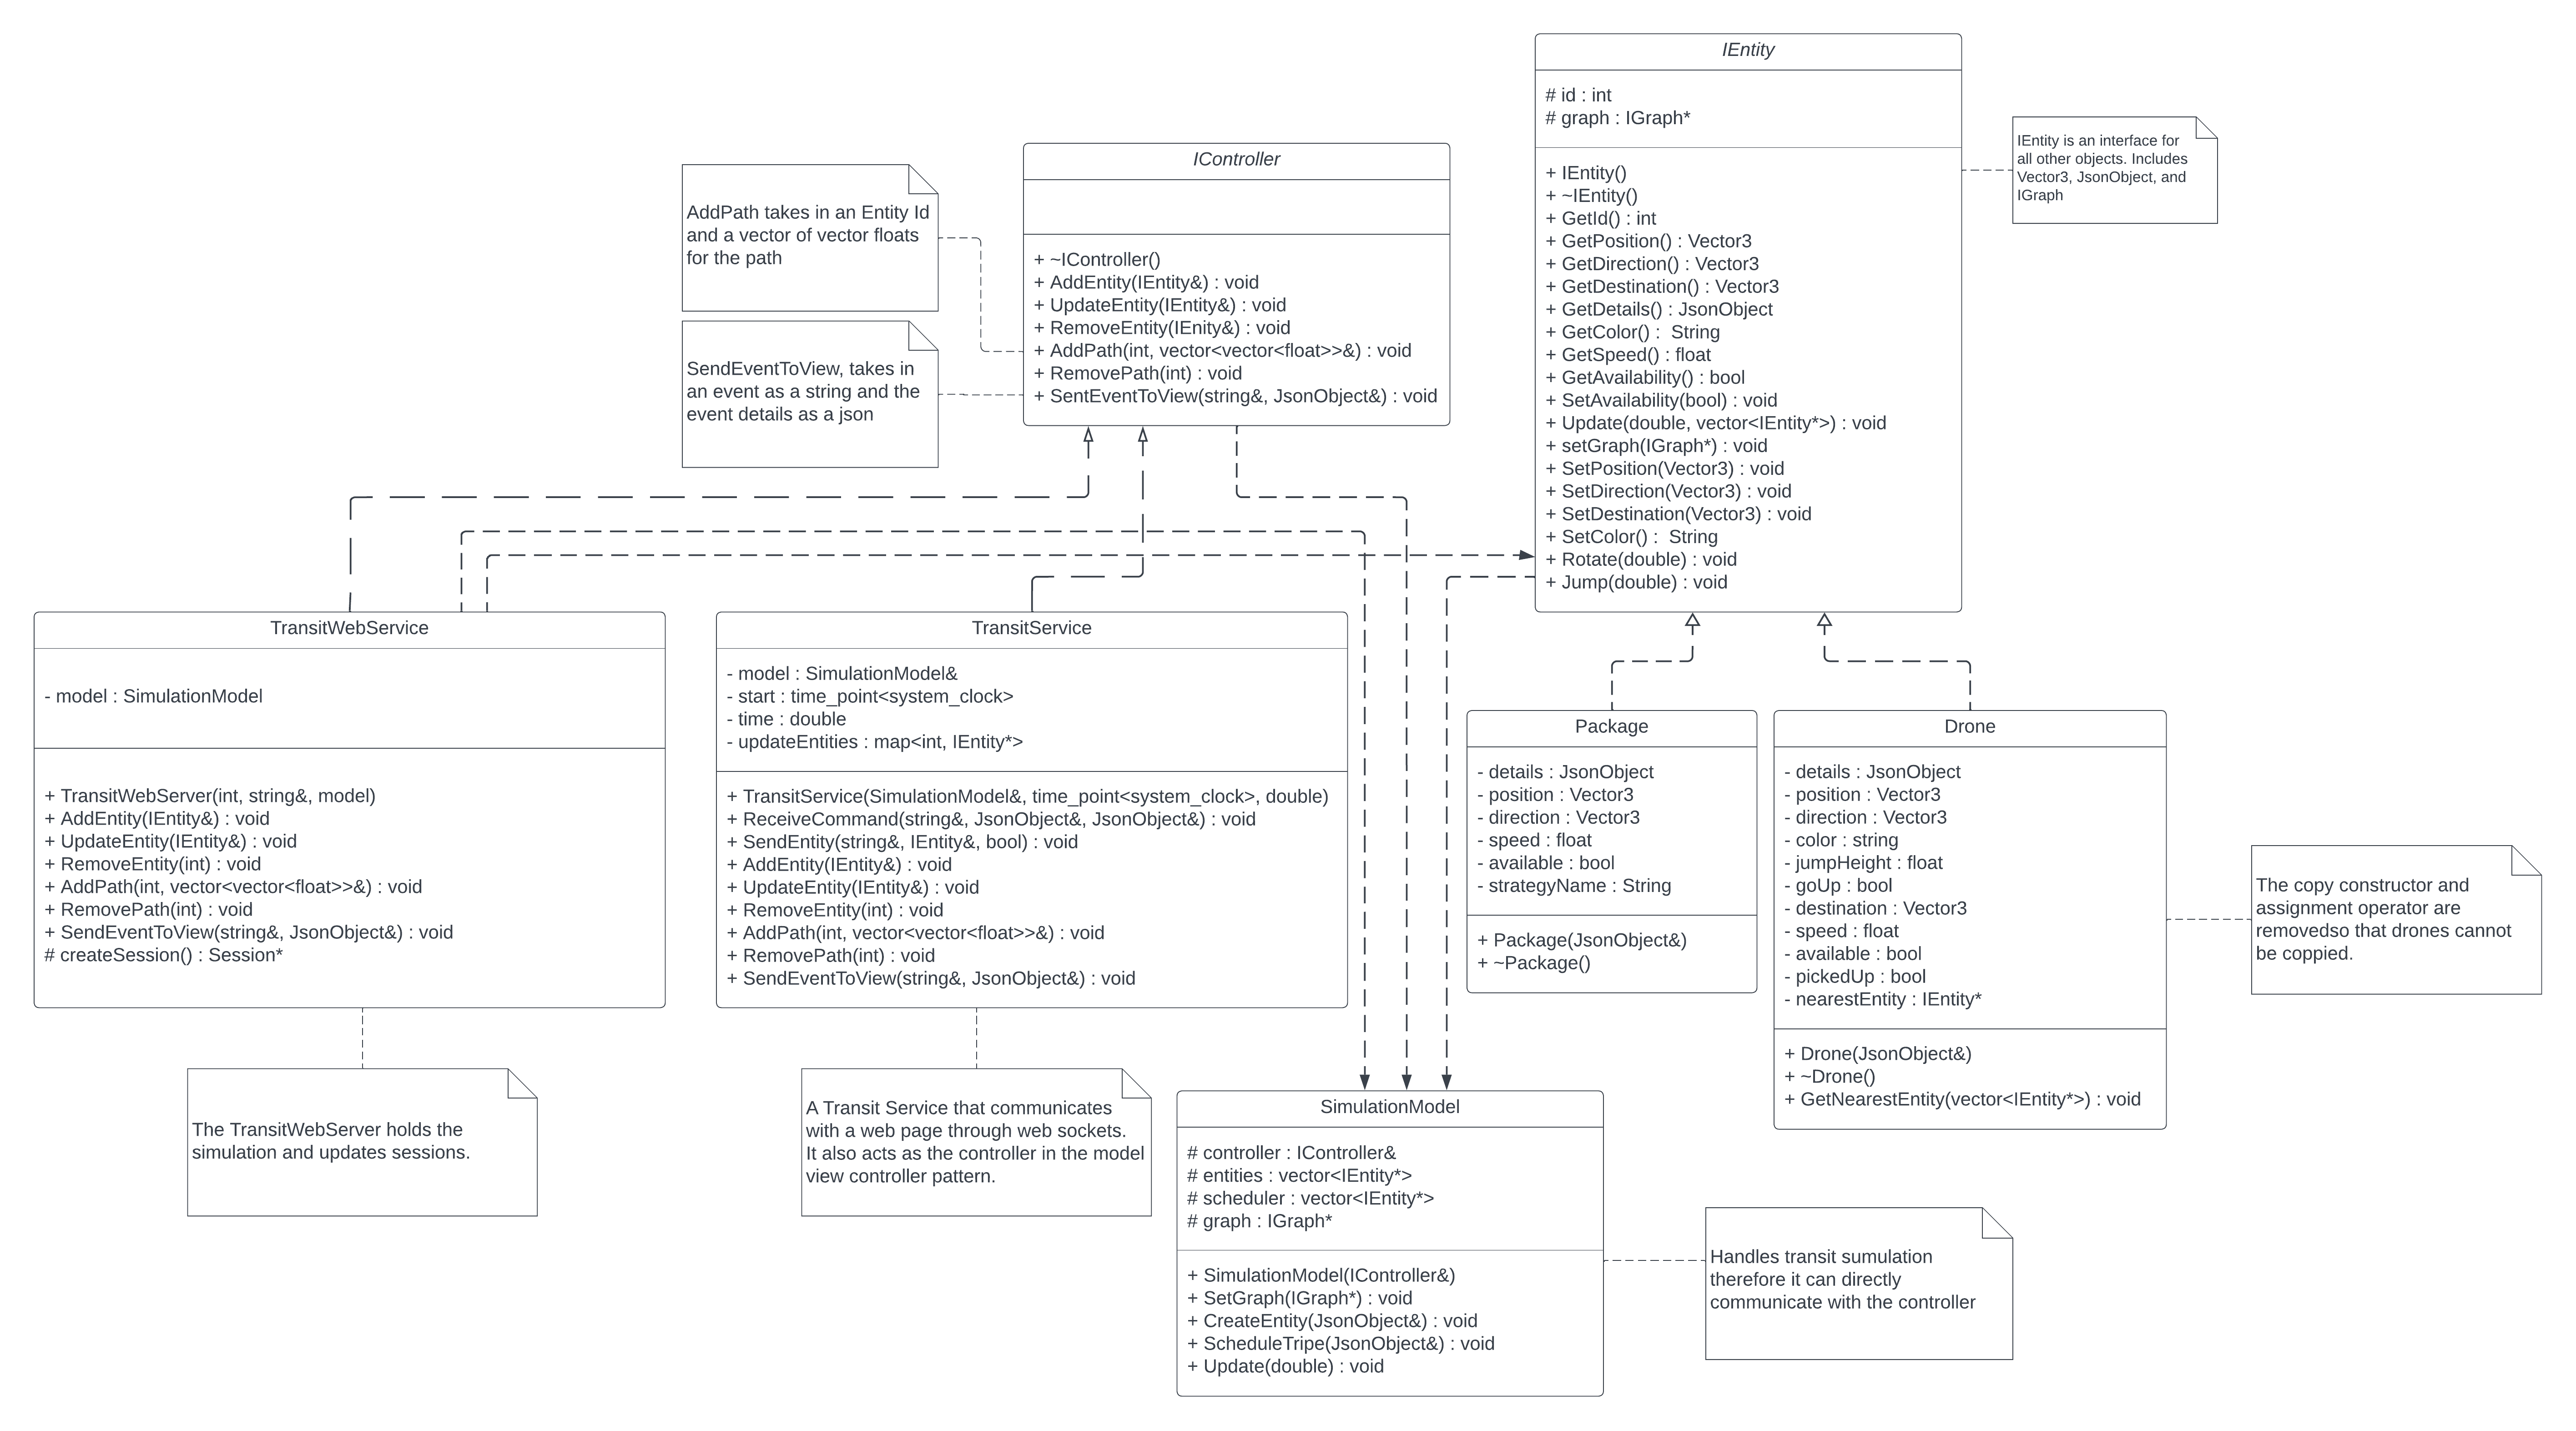 IEntity
# id : int
# graph : IGraph*
+ IEntity()
+ ~IEntity()
+ GetId() : int
+ GetPosition() : Vector3
+ GetDirection() : Vector3
+ GetDestination() : Vector3
+ GetDetails() : JsonObject
+ GetColor() :  String
+ GetSpeed() : float
+ GetAvailability() : bool
+ SetAvailability(bool) : void
+ Update(double, vector<IEntity*>) : void
+ setGraph(IGraph*) : void
+ SetPosition(Vector3) : void
+ SetDirection(Vector3) : void
+ SetDestination(Vector3) : void
+ SetColor() :  String
+ Rotate(double) : void
+ Jump(double) : void
IEntity is an interface for
all other objects. Includes
Vector3, JsonObject, and
IGraph
IController
+ ~IController()
+ AddEntity(IEntity&) : void
+ UpdateEntity(IEntity&) : void
+ RemoveEntity(IEnity&) : void
+ AddPath(int, vector<vector<float>>&) : void
+ RemovePath(int) : void
+ SentEventToView(string&, JsonObject&) : void
AddPath takes in an Entity Id
and a vector of vector floats
for the path
SendEventToView, takes in
an event as a string and the
event details as a json
TransitWebService
- model : SimulationModel
+ TransitWebServer(int, string&, model)
+ AddEntity(IEntity&) : void
+ UpdateEntity(IEntity&) : void
+ RemoveEntity(int) : void
+ AddPath(int, vector<vector<float>>&) : void
+ RemovePath(int) : void
+ SendEventToView(string&, JsonObject&) : void
# createSession() : Session*
TransitService
- model : SimulationModel&
- start : time_point<system_clock>
- time : double
- updateEntities : map<int, IEntity*>
+ TransitService(SimulationModel&, time_point<system_clock>, double)
+ ReceiveCommand(string&, JsonObject&, JsonObject&) : void
+ SendEntity(string&, IEntity&, bool) : void
+ AddEntity(IEntity&) : void
+ UpdateEntity(IEntity&) : void
+ RemoveEntity(int) : void
+ AddPath(int, vector<vector<float>>&) : void
+ RemovePath(int) : void
+ SendEventToView(string&, JsonObject&) : void
Package
- details : JsonObject
- position : Vector3
- direction : Vector3
- speed : float
- available : bool
- strategyName : String
+ Package(JsonObject&)
+ ~Package()
Drone
- details : JsonObject
- position : Vector3
- direction : Vector3
- color : string
- jumpHeight : float
- goUp : bool
- destination : Vector3
- speed : float
- available : bool
- pickedUp : bool
- nearestEntity : IEntity*
+ Drone(JsonObject&)
+ ~Drone()
+ GetNearestEntity(vector<IEntity*>) : void
The copy constructor and
assignment operator are
removedso that drones cannot
be coppied.
The TransitWebServer holds the
simulation and updates sessions.
A Transit Service that communicates
with a web page through web sockets.
It also acts as the controller in the model
view controller pattern.
SimulationModel
# controller : IController&
# entities : vector<IEntity*>
# scheduler : vector<IEntity*>
# graph : IGraph*
+ SimulationModel(IController&)
+ SetGraph(IGraph*) : void
+ CreateEntity(JsonObject&) : void
+ ScheduleTripe(JsonObject&) : void
+ Update(double) : void
Handles transit sumulation
therefore it can directly
communicate with the controller